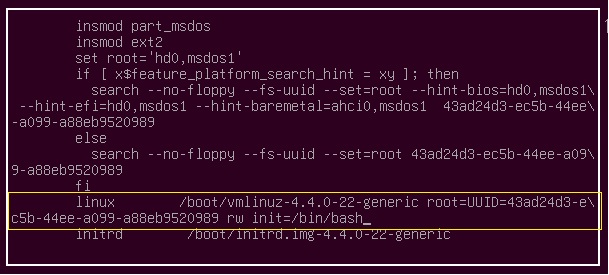 insmod part_msdos
insmod ext2
set root='hd0,msdos1'
if [ x$feature_platform_search_hint = xy ]; then
search --no-floppy --fs-uuid --set=root --hint-bios=hd0,msdos1\
--hint-efi=hd0,msdos1 --hint-baremetal=ahci0,msdos1 43ad24d3-ec5b-44ee\
-a099-a88eb9520989
else
search --no-floppy --fs-uuid --set=root 43ad24d3-ec5b-44ee-a09\
9-a88eb9520989
fi
linux /boot/vmlinuz-4.4.0-22-generic root=UUID=43ad24d3-e\
c5b-44ee-a099-a88eb9520989 rw init=/bin/bash_
initrd /boot/initrd.img-4.4.0-22-generic